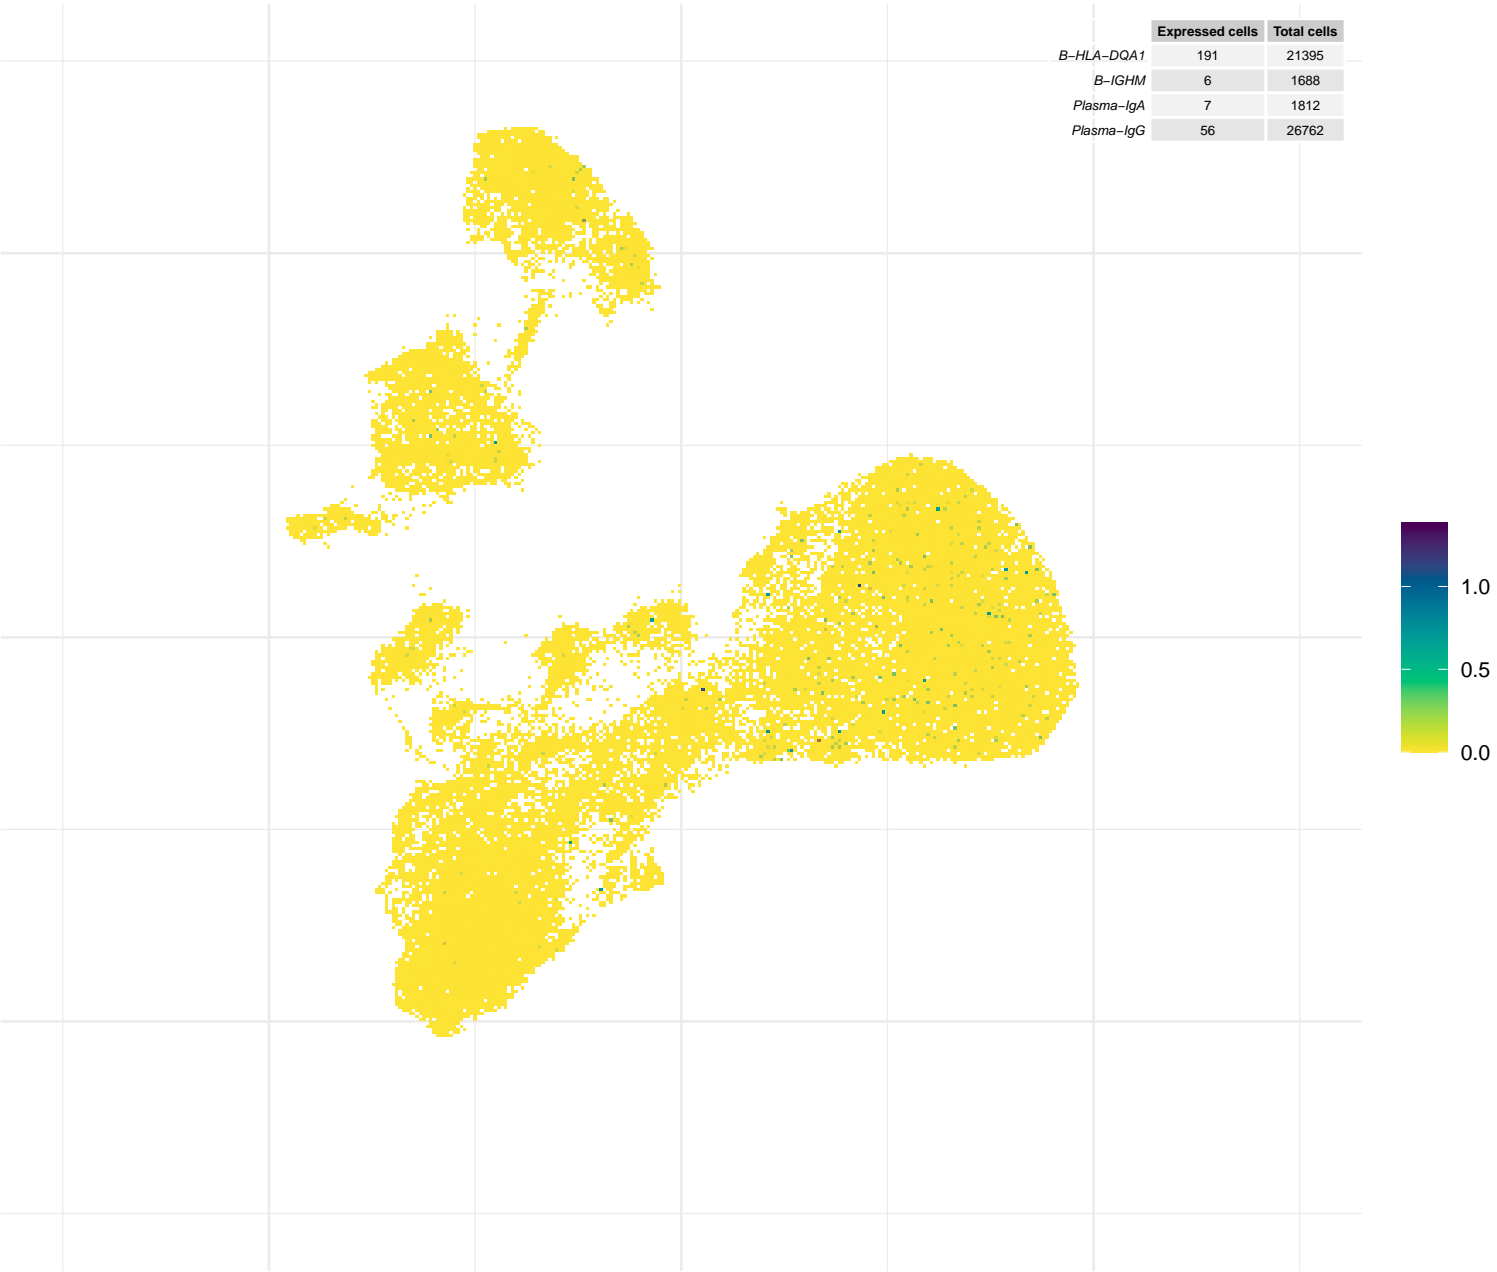 Expressed cells Total cells
B−HLA−DQA1 191 21395
B−IGHM 6 1688
Plasma−IgA 7 1812
Plasma−IgG 56 26762
1.0
0.5
0.0